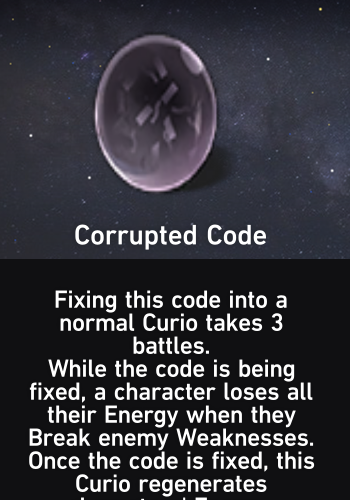 Corrupted Code
Fixing this code into a
normal Curio takes 3
battles.
While the code is being
fixed, a character loses all
their Energy when they
Break enemy Weaknesses.
Once the code is fixed, this
Curio regenerates